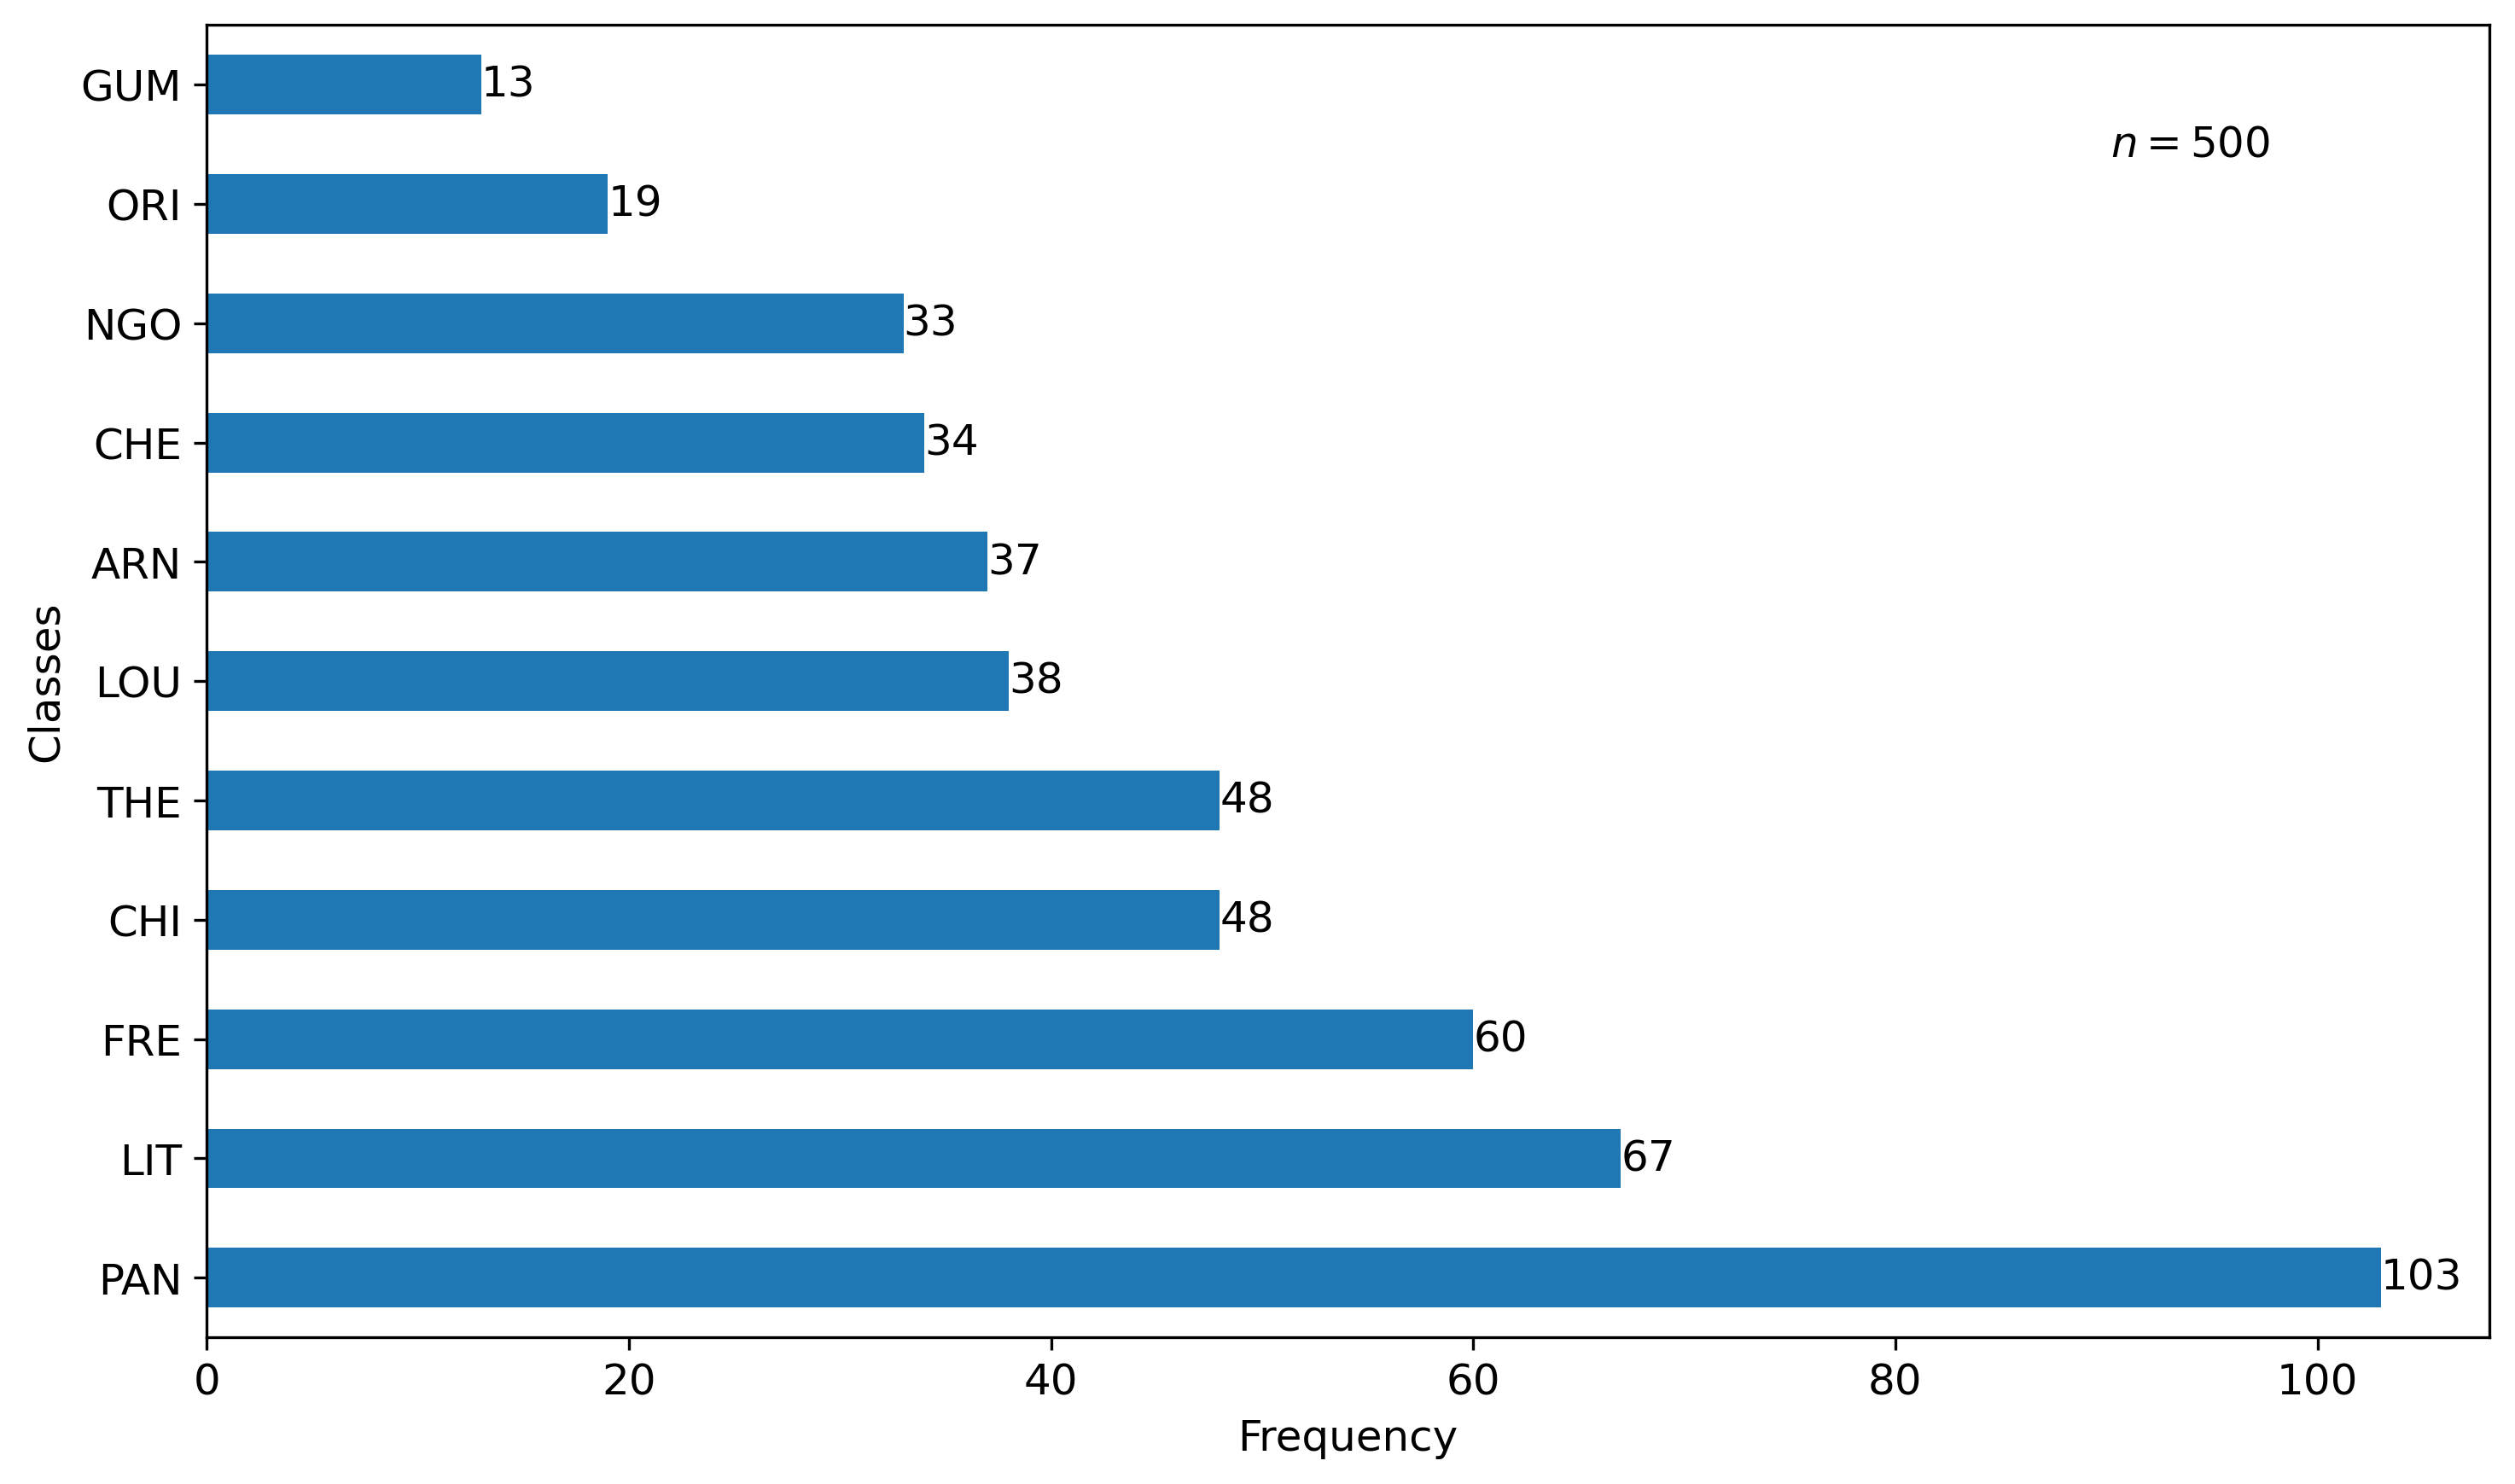 GUM 13
n = 500
ORI 19
NGO 33
CHE 34
ARN 37
LOU 38
Classes
THE 48
CHI 48
FRE 60
LIT 67
PAN 103
0 20 40 60 80 100
Frequency